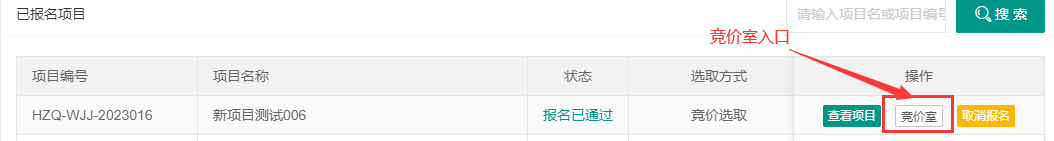 已报名项目
请输入项目名或项目编号
搜 索
竞价室入口
项目编号 项目名称 状态 选取方式 操作
HZQ-WJJ-2023016 新项目测试006 报名已通过 竞价选取 查看项目 竞价室 取消报名